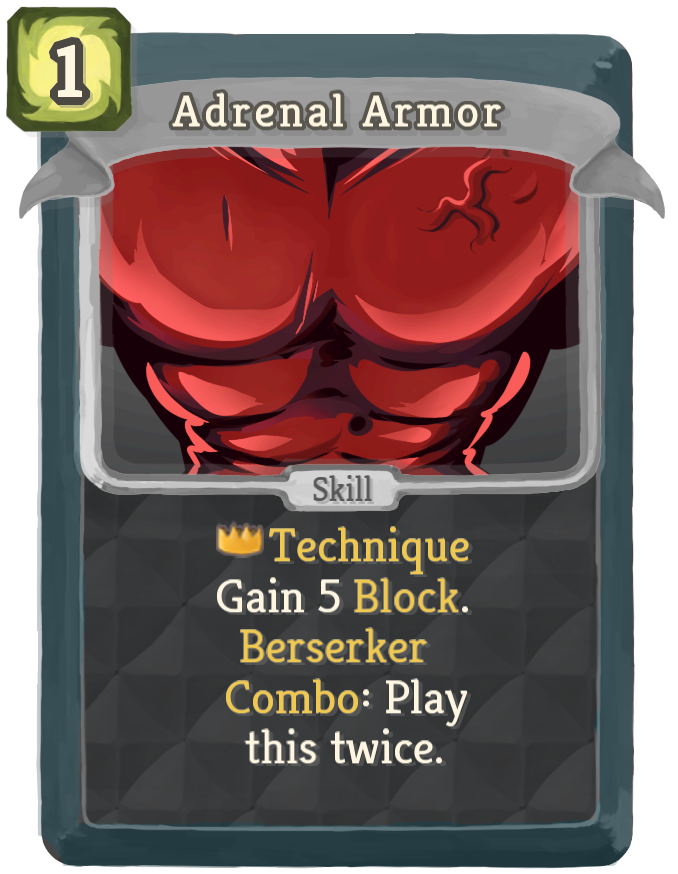 1
Adrenal Armor
Skill
Technique
Gain 5 Block.
Berserker
Combo: Play
this twice.